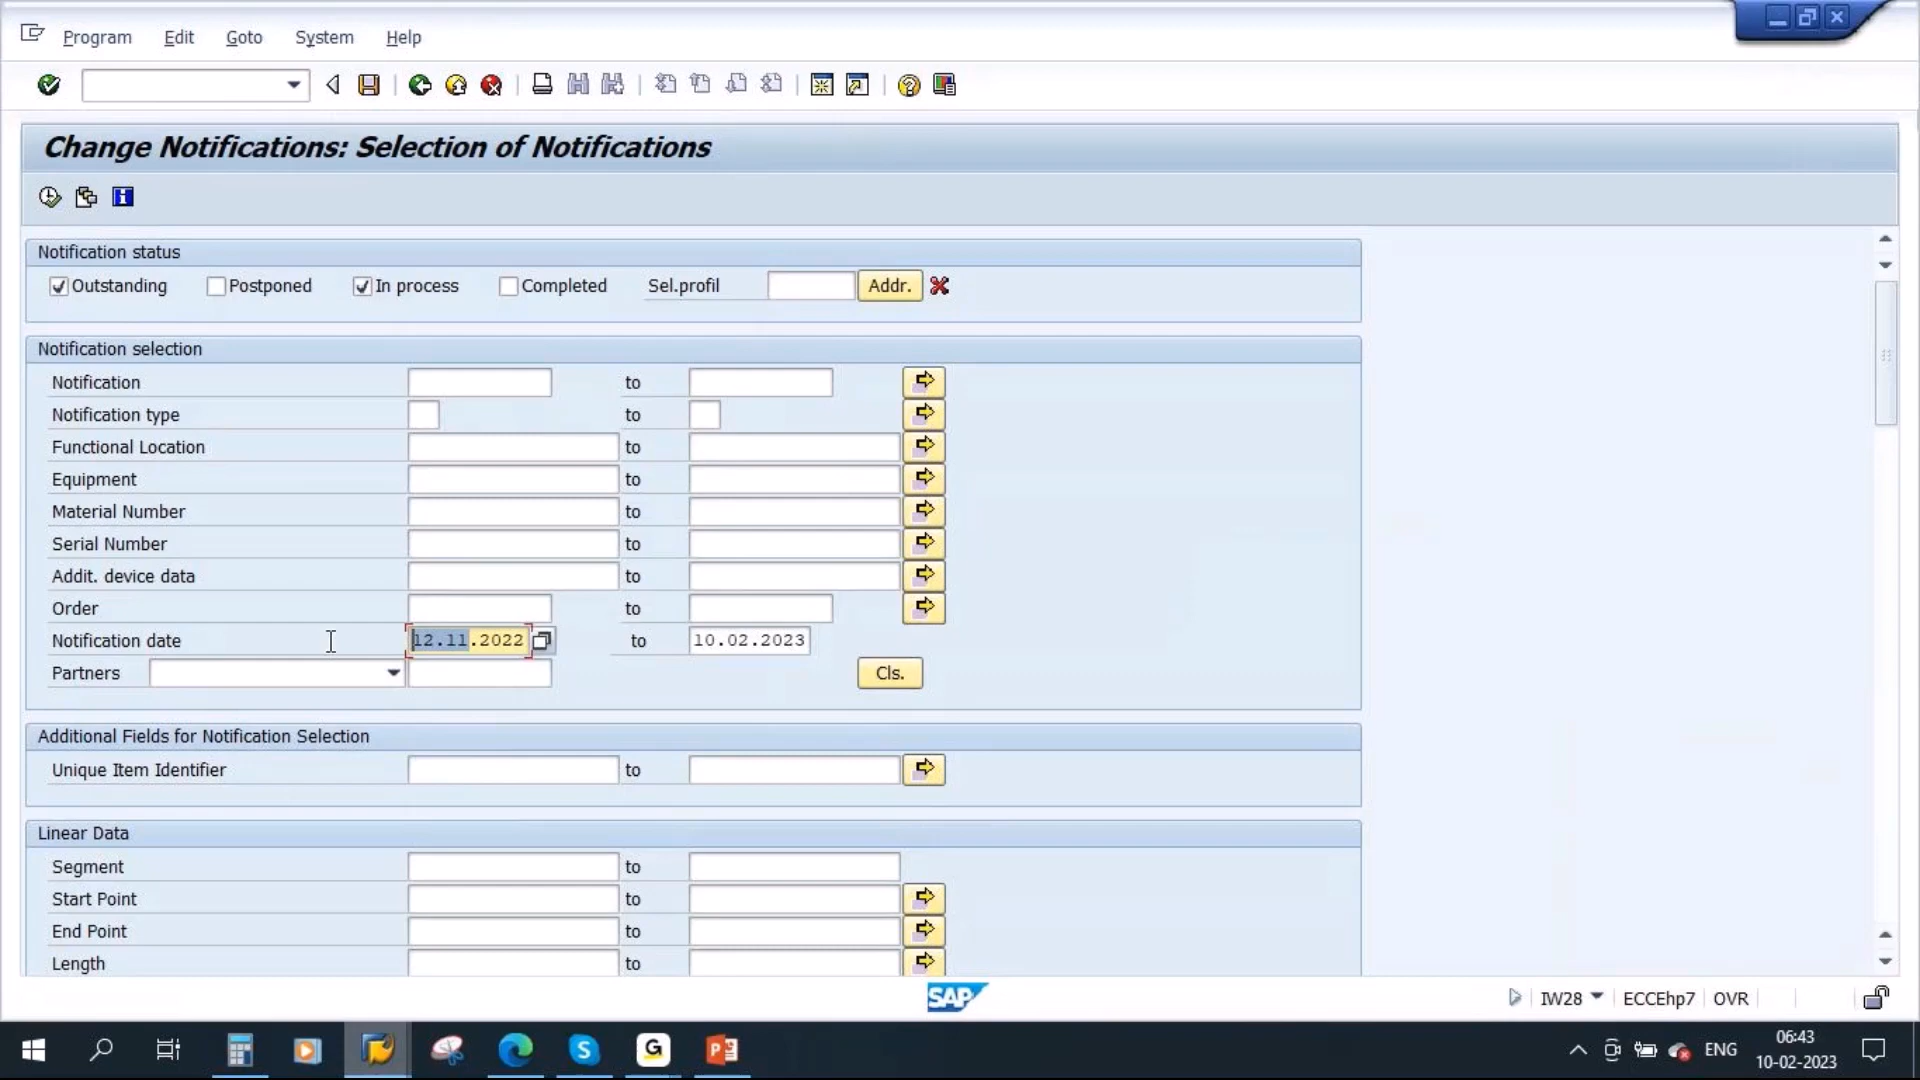 Program Edit Goto System Help
Change Notifications: Selection of Notifications
Notification status
Outstanding Postponed In process Completed Sel.profil Addr.
Notification selection
Notification to
Notification type to
Functional Location to
Equipment to
Material Number to
Serial Number to
Addit. device data to
Order to
Notification date 12.11.2022 to 10.02.2023
Partners Cls.
Additional Fields for Notification Selection
Unique Item Identifier to
Linear Data
Segment to
Start Point to
End Point to
Length to
SAP IW28 ECCEhp7 OVR
ENG 06:43
10-02-2023